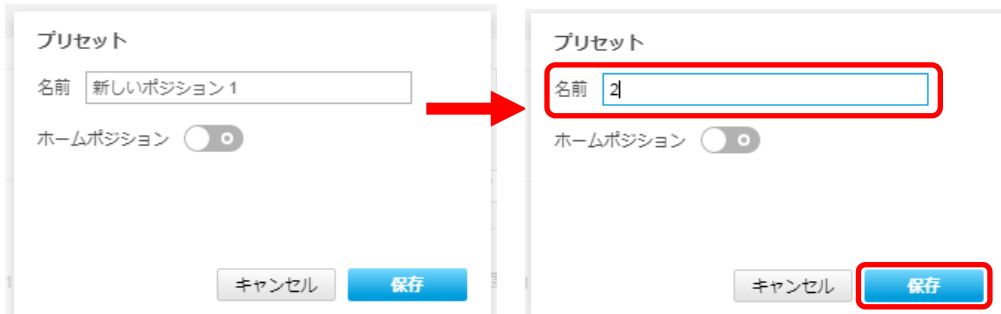 プリセット
名前 新しいポジション 1
ホームポジション
キャンセル 保存
プリセット
名前 2
ホームポジション
キャンセル 保存